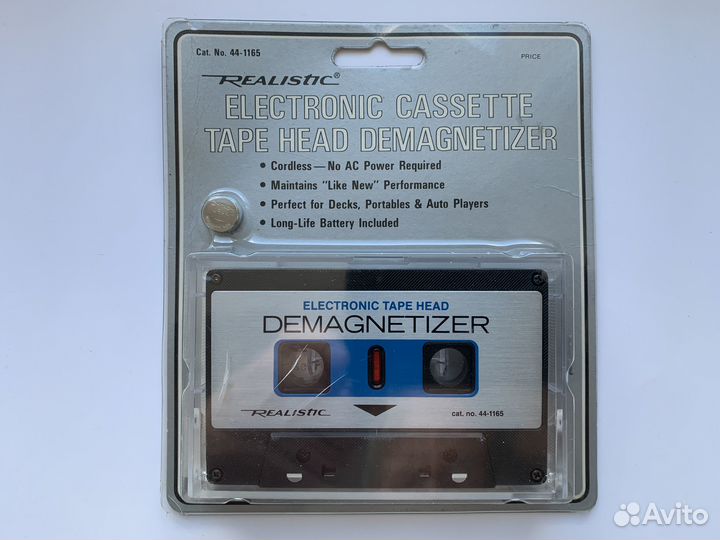 Cat. No. 44-1165
PRICE
REALISTIC®
ELECTRONIC CASSETTE
TAPE HEAD DEMAGNETIZER
• Cordless—No AC Power Required
• Maintains "Like New" Performance
• Perfect for Decks, Portables & Auto Players
• Long-Life Battery Included
ELECTRONIC TAPE HEAD
DEMAGNETIZER
REALISTIC
cat. no. 44-1165
Avito